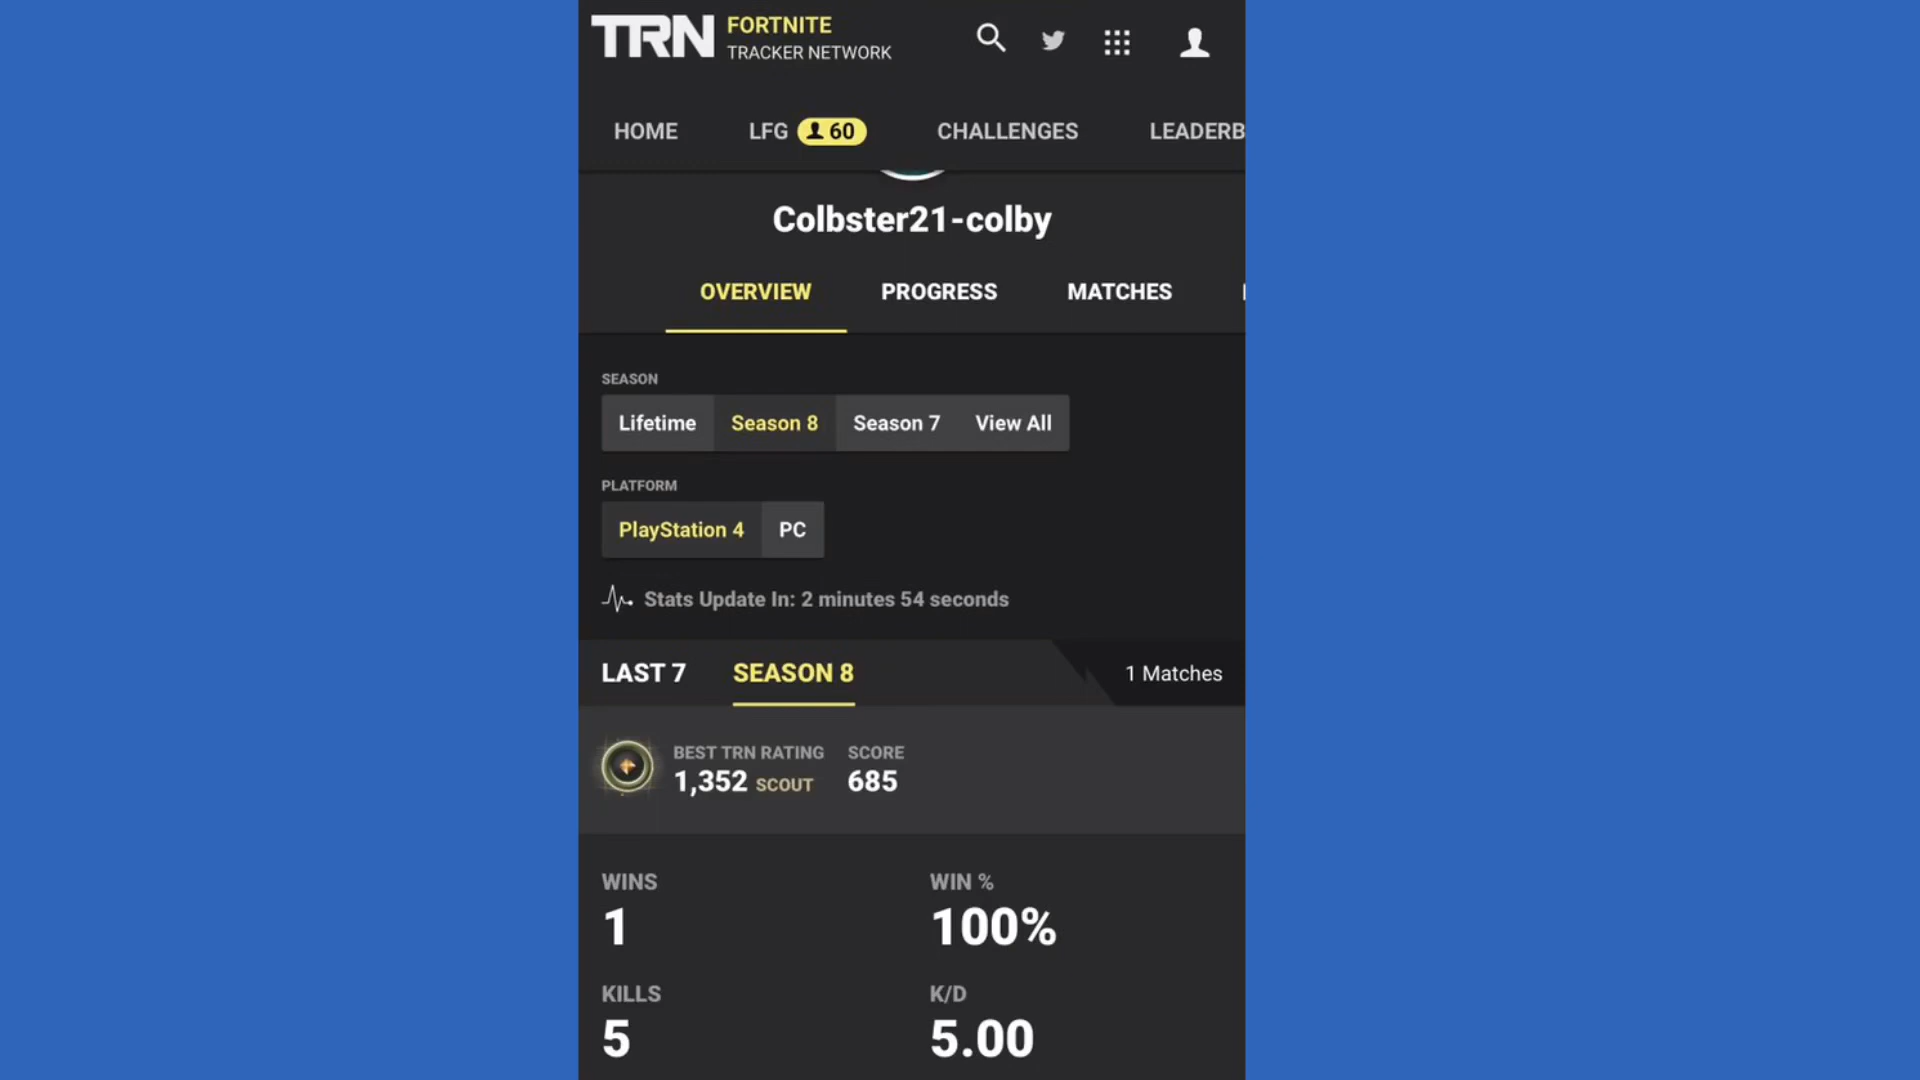 TRN FORTNITE
TRACKER NETWORK
HOME LFG 60 CHALLENGES LEADERB
Colbster21-colby
OVERVIEW PROGRESS MATCHES
SEASON
Lifetime Season 8 Season 7 View All
PLATFORM
PlayStation 4 PC
Stats Update In: 2 minutes 54 seconds
LAST 7 SEASON 8 1 Matches
BEST TRN RATING SCORE
1,352 SCOUT 685
WINS WIN %
1 100%
KILLS K/D
5 5.00